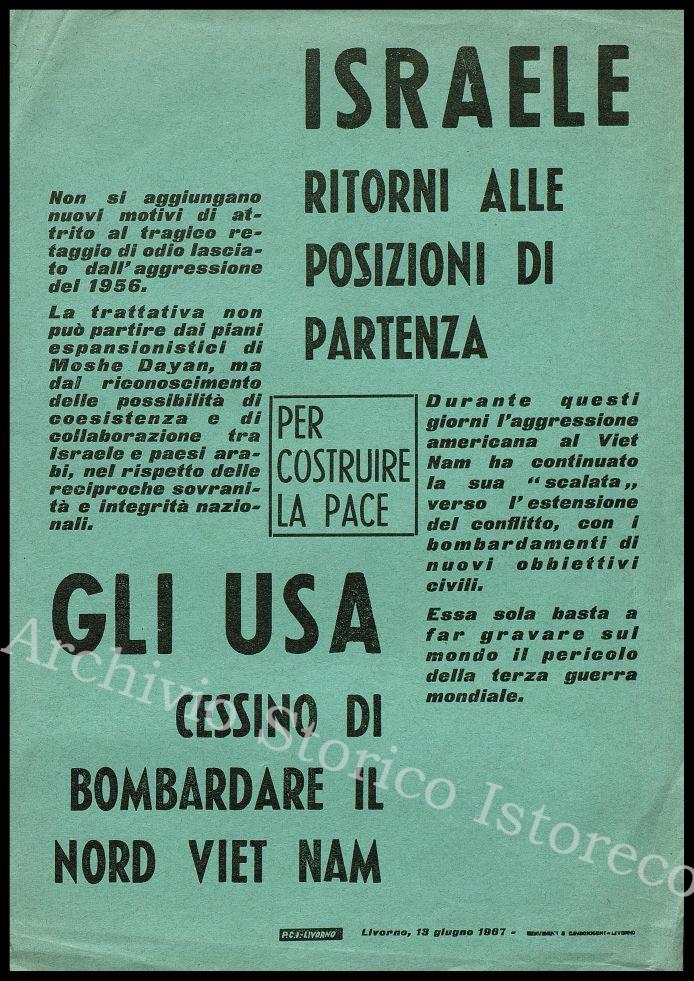 ISRAELE
RITORNI ALLE
POSIZIONI DI
PARTENZA
Non si aggiungano
nuovi motivi di at-
trito al tragico re-
taggio di odio lascia-
to dall'aggressione
del 1956.
La trattativa non
può partire dai piani
espansionistici di
Moshe Dayan, ma
dal riconoscimento
delle possibilità di
coesistenza e di
collaborazione tra
Israele e paesi ara-
bi, nel rispetto delle
reciproche sovrani-
tà e integrità nazio-
nali.
PER
COSTRUIRE
LA PACE
Durante questi
giorni l'aggressione
americana al Viet
Nam ha continuato
la sua "scalata„
verso l'estensione
del conflitto, con i
bombardamenti di
nuovi obbiettivi
civili.
Essa sola basta a
far gravare sul
mondo il pericolo
della terza guerra
mondiale.
GLI USA
CESSINO DI
BOMBARDARE IL
NORD VIET NAM
P.C.I.-LIVORNO
Livorno, 13 giugno 1967 -
LIVORNO
Archivio Storico Istoreco